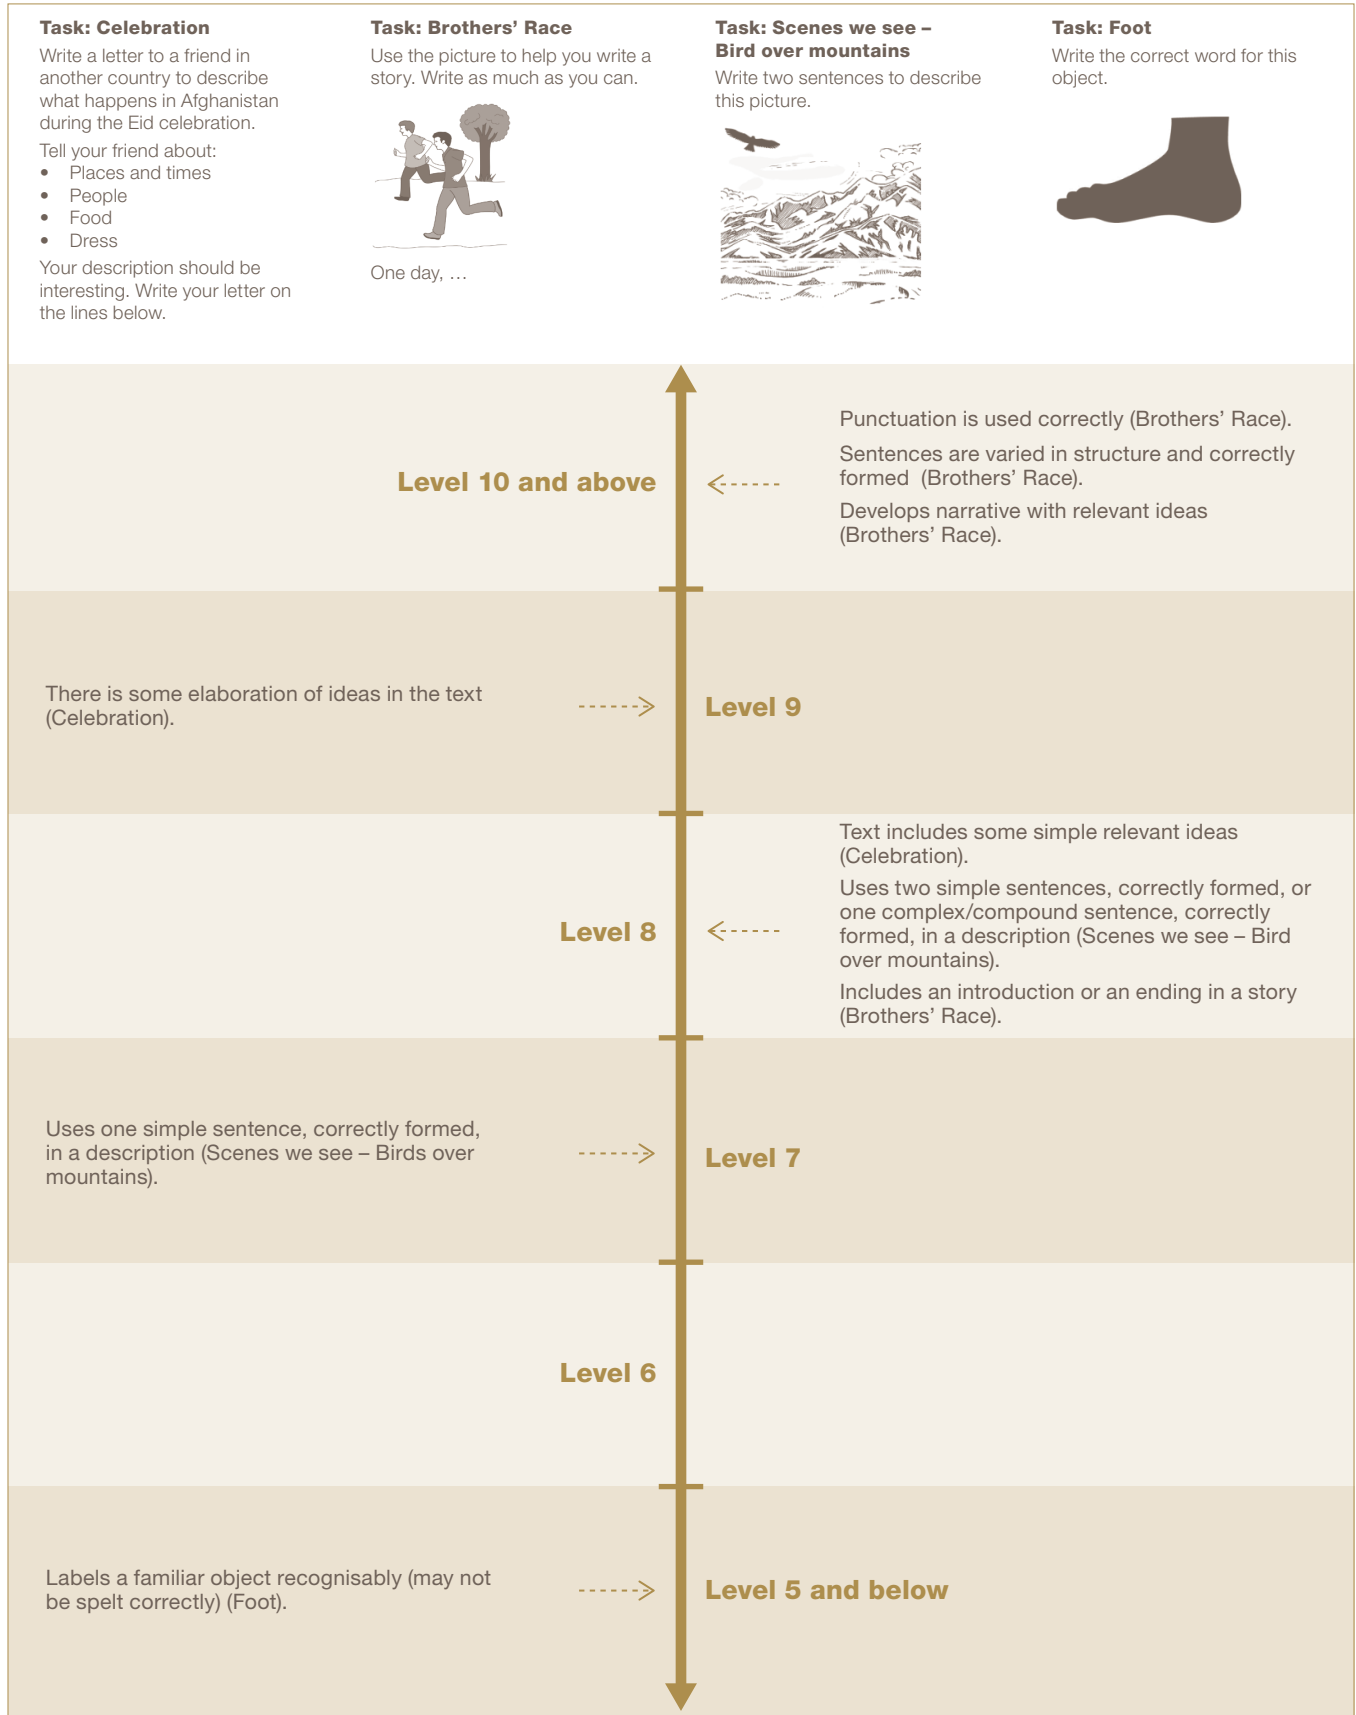 Task: Celebration
Write a letter to a friend in
another country to describe
what happens in Afghanistan
during the Eid celebration.
Tell your friend about:
• Places and times
• People
• Food
• Dress
Your description should be
interesting. Write your letter on
the lines below.
Task: Brothers’ Race
Use the picture to help you write a
story. Write as much as you can.
One day, …
Task: Scenes we see –
Bird over mountains
Write two sentences to describe
this picture.
Task: Foot
Write the correct word for this
object.
Level 10 and above
Punctuation is used correctly (Brothers’ Race).
Sentences are varied in structure and correctly
formed (Brothers’ Race).
Develops narrative with relevant ideas
(Brothers’ Race).
There is some elaboration of ideas in the text
(Celebration).
Level 9
Level 8
Text includes some simple relevant ideas
(Celebration).
Uses two simple sentences, correctly formed, or
one complex/compound sentence, correctly
formed, in a description (Scenes we see – Bird
over mountains).
Includes an introduction or an ending in a story
(Brothers’ Race).
Uses one simple sentence, correctly formed,
in a description (Scenes we see – Birds over
mountains).
Level 7
Level 6
Labels a familiar object recognisably (may not
be spelt correctly) (Foot).
Level 5 and below